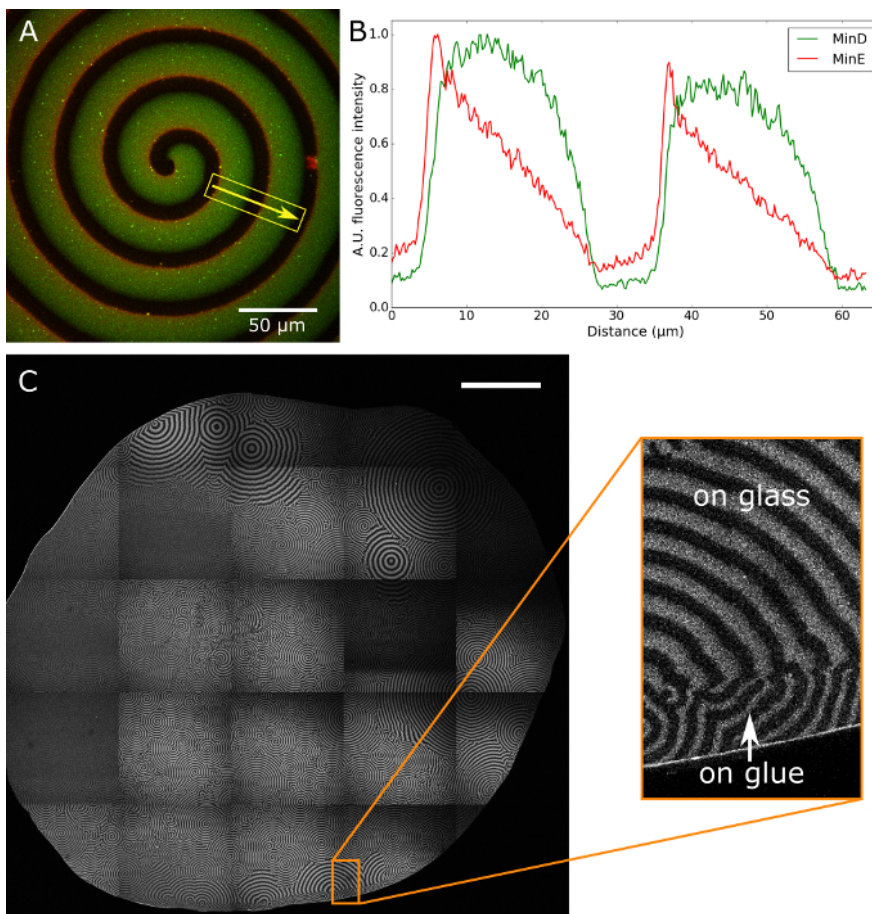 A
50 μm
B
A.U. fluorescence intensity
1.0
0.8
0.6
0.4
0.2
0.0
0
10
20
30
40
50
60
Distance (μm)
MinD
MinE
C
on glass
on glue